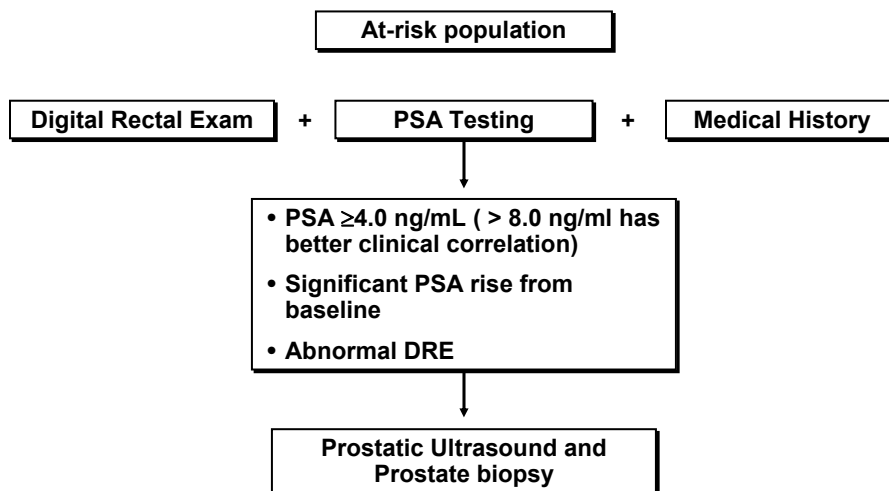 At-risk population
Digital Rectal Exam + PSA Testing + Medical History
• PSA ≥4.0 ng/mL ( > 8.0 ng/ml has
better clinical correlation)
• Significant PSA rise from
baseline
• Abnormal DRE
Prostatic Ultrasound and
Prostate biopsy